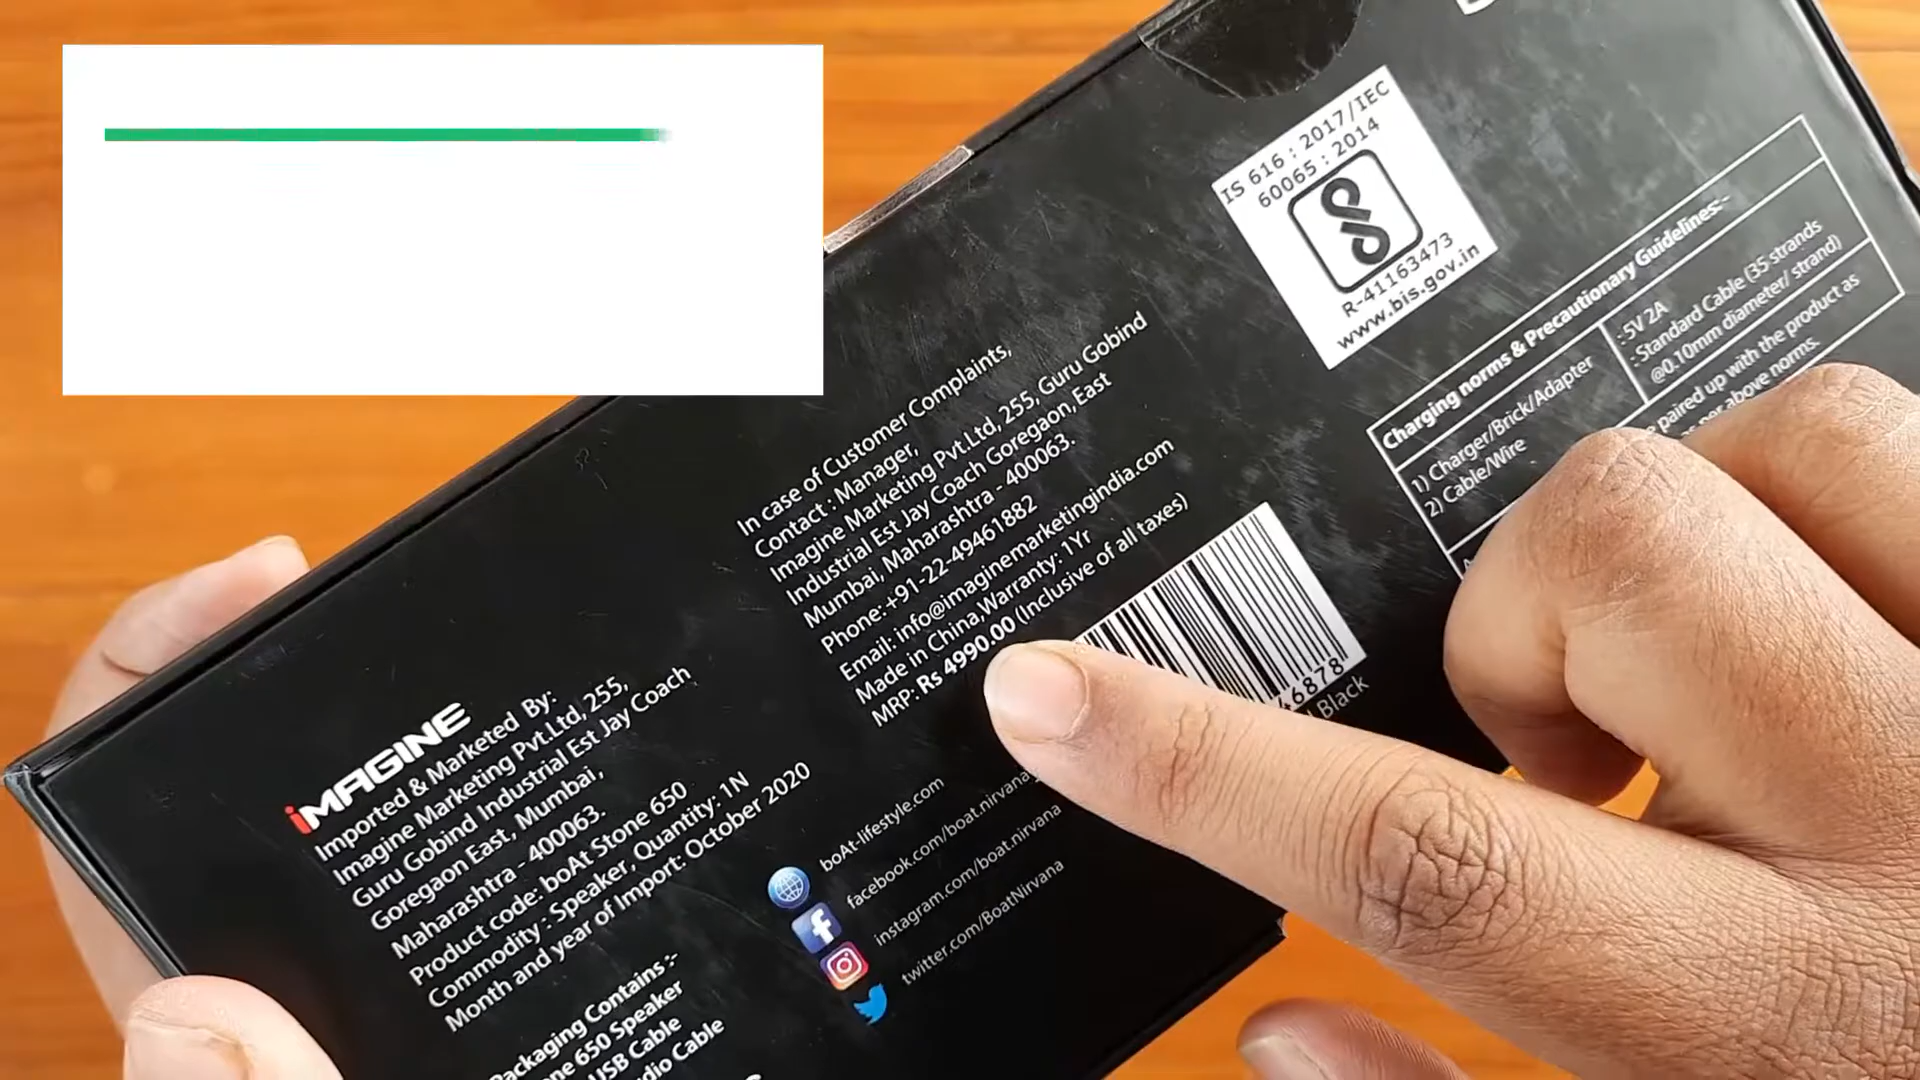 IS 616 : 2017/IEC
60065 : 2014
R-41163473
www.bis.gov.in
Charging norms & Precautionary Guidelines:-
1) Charger/Brick/Adapter
: 5V 2A
2) Cable/Wire
: Standard Cable (35 strands
@0.10mm diameter/ strand)
paired up with the product as
per above norms.
In case of Customer Complaints,
Contact : Manager,
Imagine Marketing Pvt.Ltd, 255, Guru Gobind
Industrial Est Jay Coach Goregaon,East
Mumbai, Maharashtra - 400063.
Phone: +91-22-49461882
Email: info@imaginemarketingindia.com
Made in China,Warranty: 1Yr
MRP: Rs 4990.00 (Inclusive of all taxes)
46878
Black
iMAGINE
Imported & Marketed By:
Imagine Marketing Pvt.Ltd, 255,
Guru Gobind Industrial Est Jay Coach
Goregaon East, Mumbai,
Maharashtra - 400063.
Product code: boAt Stone 650
Commodity : Speaker, Quantity: 1N
Month and year of Import: October 2020
boAt-lifestyle.com
facebook.com/boat.nirvana
instagram.com/boat.nirvana
twitter.com/BoatNirvana
Packaging Contains :-
650 Speaker
USB Cable
Cable